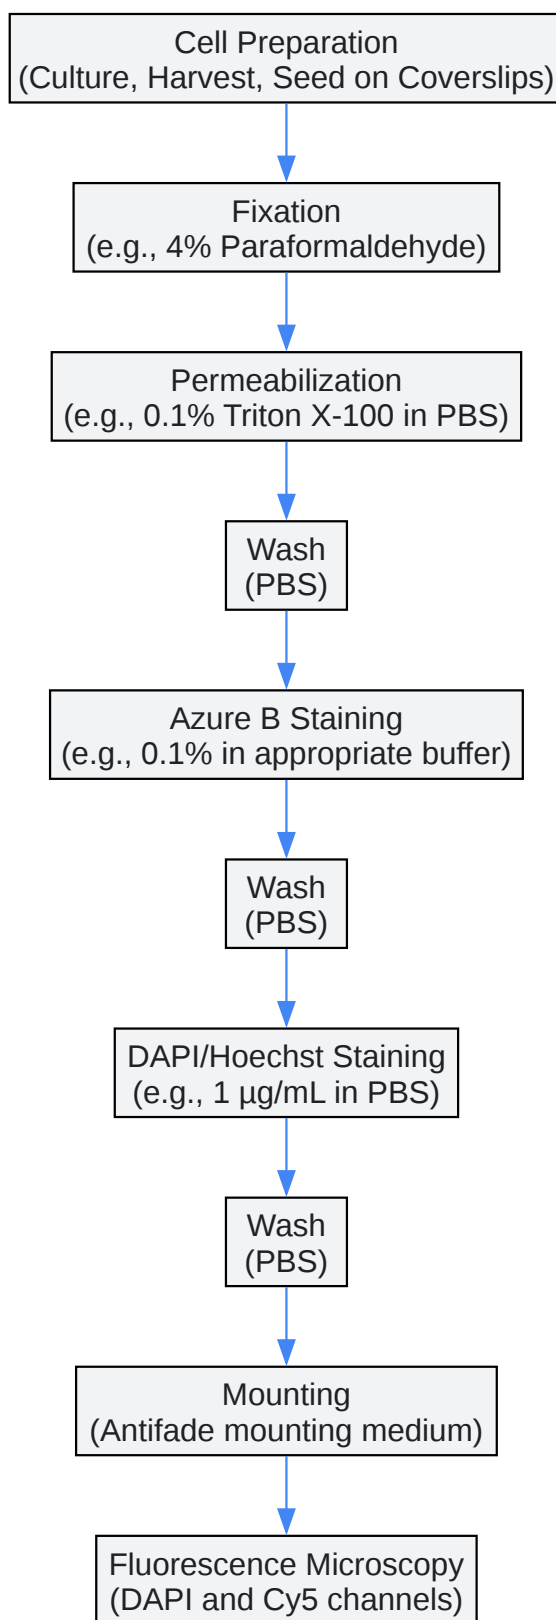 Cell Preparation
(Culture, Harvest, Seed on Coverslips)
Fixation
(e.g., 4% Paraformaldehyde)
Permeabilization
(e.g., 0.1% Triton X-100 in PBS)
Wash
(PBS)
Azure B Staining
(e.g., 0.1% in appropriate buffer)
Wash
(PBS)
DAPI/Hoechst Staining
(e.g., 1 µg/mL in PBS)
Wash
(PBS)
Mounting
(Antifade mounting medium)
Fluorescence Microscopy
(DAPI and Cy5 channels)